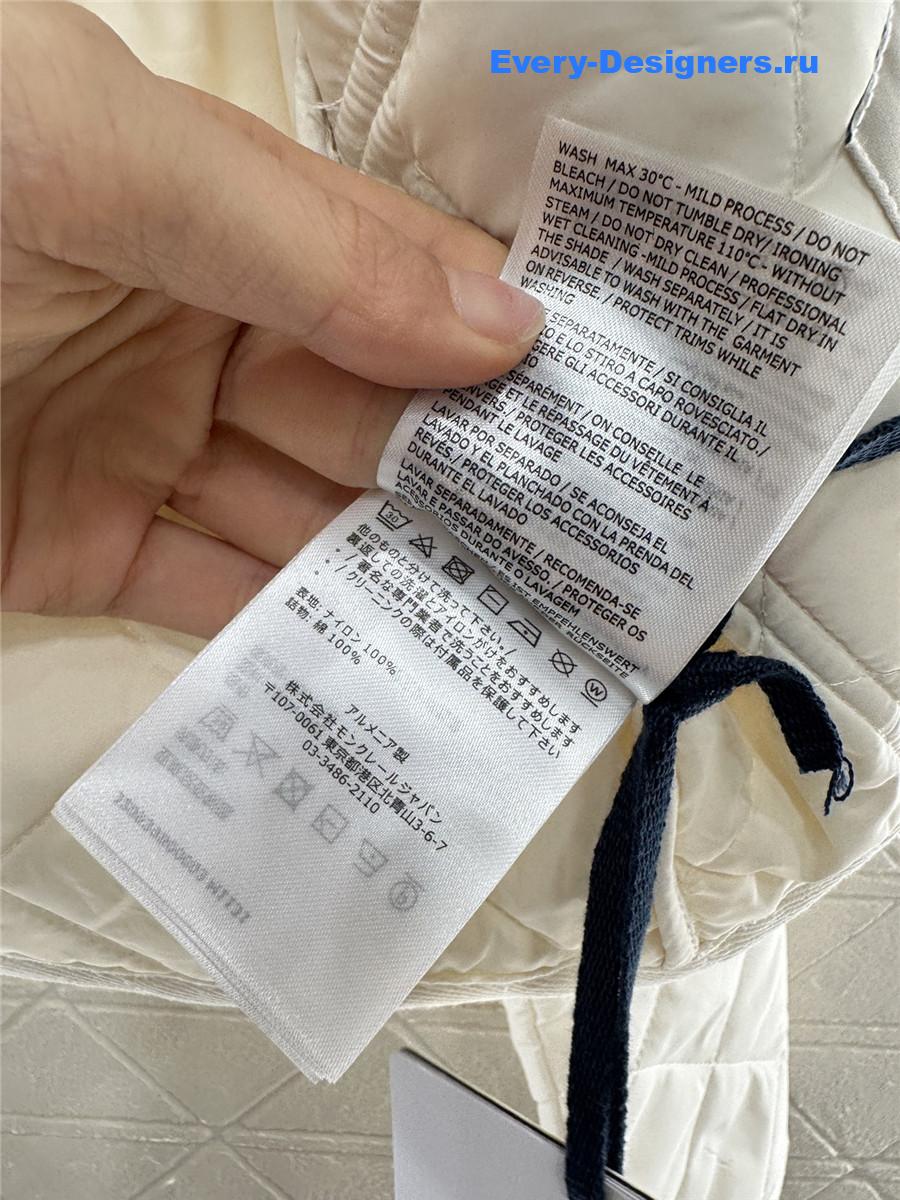 Every-Designers.ru
WASH MAX 30°C - MILD PROCESS / DO NOT
BLEACH / DO NOT TUMBLE DRY/ IRONING
MAXIMUM TEMPERATURE 110°C- WITHOUT
STEAM / DO NOT DRY CLEAN / PROFESSIONAL
WET CLEANING -MILD PROCESS / FLAT DRY IN
THE SHADE / WASH SEPARATELY / IT IS
ADVISABLE TO WASH WITH THE GARMENT
ON REVERSE. / PROTECT TRIMS WHILE
WASHING
SEPARATAMENTE / SI CONSIGLIA IL
E LO STIRO A CAPO ROVESCIATO./
GERE GLI ACCESSORI DURANTE IL
SÉPARÉMENT / ON CONSEILLE. LE
GE ET LE REPASSAGE DU VÊTEMENT À
ENVERS. / PROTÉGER LES ACCESSOIRES
PENDANT LE LAVAGE
LAVAR POR SEPARADO / SE ACONSEJA EL
LAVADO Y EL PLANCHADO CON LA PRENDA DEL
REVÉS, / PROTEGER LOS ACCESORIOS
DURANTE EL LAVADO
LAVAR SEPARADAMENTE / RECOMENDA-SE
LAVAR E PASSAR DO AVESSO. / PROTEGER OS
ACESSÓRIOS DURANTE O LAVAGEM
ES IST EMPFEHLENSWERT
RÜCKSEITE
30
W
他のものと分けて洗って下さい。/
裏返しての洗濯とアイロンがけをおすすめします
/ 著名な専門業者で洗うことをおすすめします
/ クリーニングの際は付属品を保護して下さい
表地: ナイロン 100%
詰物: 綿 100%
アルメニア製
株式会社モンクレールジャパン
〒107-0061 東京都港区北青山3-6-7
03-3486-2110